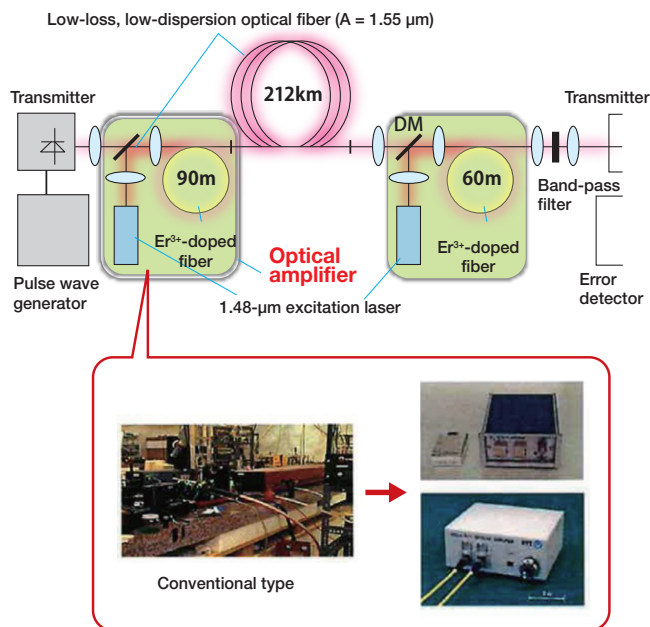 Low-loss, low-dispersion optical fiber (A = 1.55 µm)
Transmitter
212km
DM
Transmitter
90m
60m
Band-pass
filter
Er³⁺-doped
fiber
Optical
amplifier
Er³⁺-doped
fiber
Pulse wave
generator
1.48-µm excitation laser
Error
detector
Conventional type